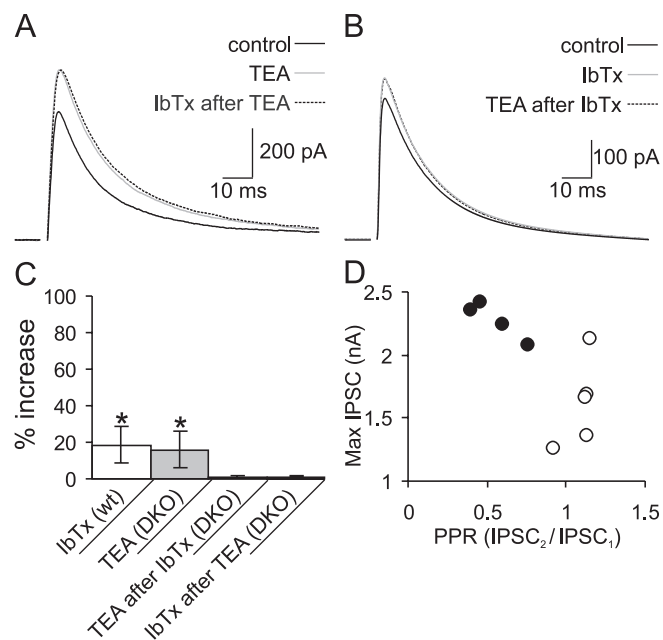 A
control
TEA
IbTx after TEA
200 pA
10 ms
B
control
IbTx
TEA after IbTx
100 pA
10 ms
C
% increase
100
80
60
40
20
0
*
*
IbTx (wt)
TEA (DKO)
TEA after IbTx (DKO)
IbTx after TEA (DKO)
D
Max IPSC (nA)
2.5
2
1.5
1
0
0.5
1
1.5
PPR (IPSC₂/IPSC₁)